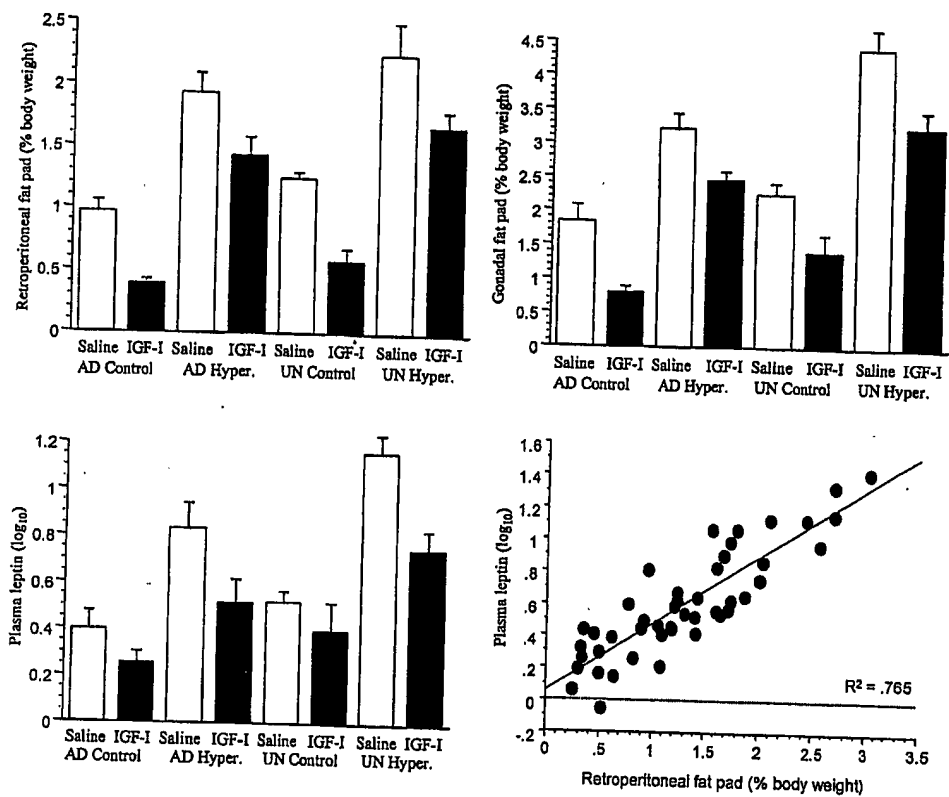 Retroperitoneal fat pad (% body weight)
2.5
2
1.5
1
0.5
0
Saline IGF-I Saline IGF-I Saline IGF-I Saline IGF-I
AD Control AD Hyper. UN Control UN Hyper.
Gonadal fat pad (% body weight)
4.5
3.5
3
2.5
2
1.5
1
0.5
0
Saline IGF-I Saline IGF-I Saline IGF-I Saline IGF-I
AD Control AD Hyper. UN Control UN Hyper.
Plasma leptin (log10)
1.2
0.8
0.6
0.4
0.2
0
Saline IGF-I Saline IGF-I Saline IGF-I Saline IGF-I
AD Control AD Hyper. UN Control UN Hyper.
Plasma leptin (log10)
1.6
1.4
1.2
1
.8
.6
.4
.2
0
-.2
R2 = .765
0 .5 1 1.5 2 2.5 3 3.5
Retroperitoneal fat pad (% body weight)